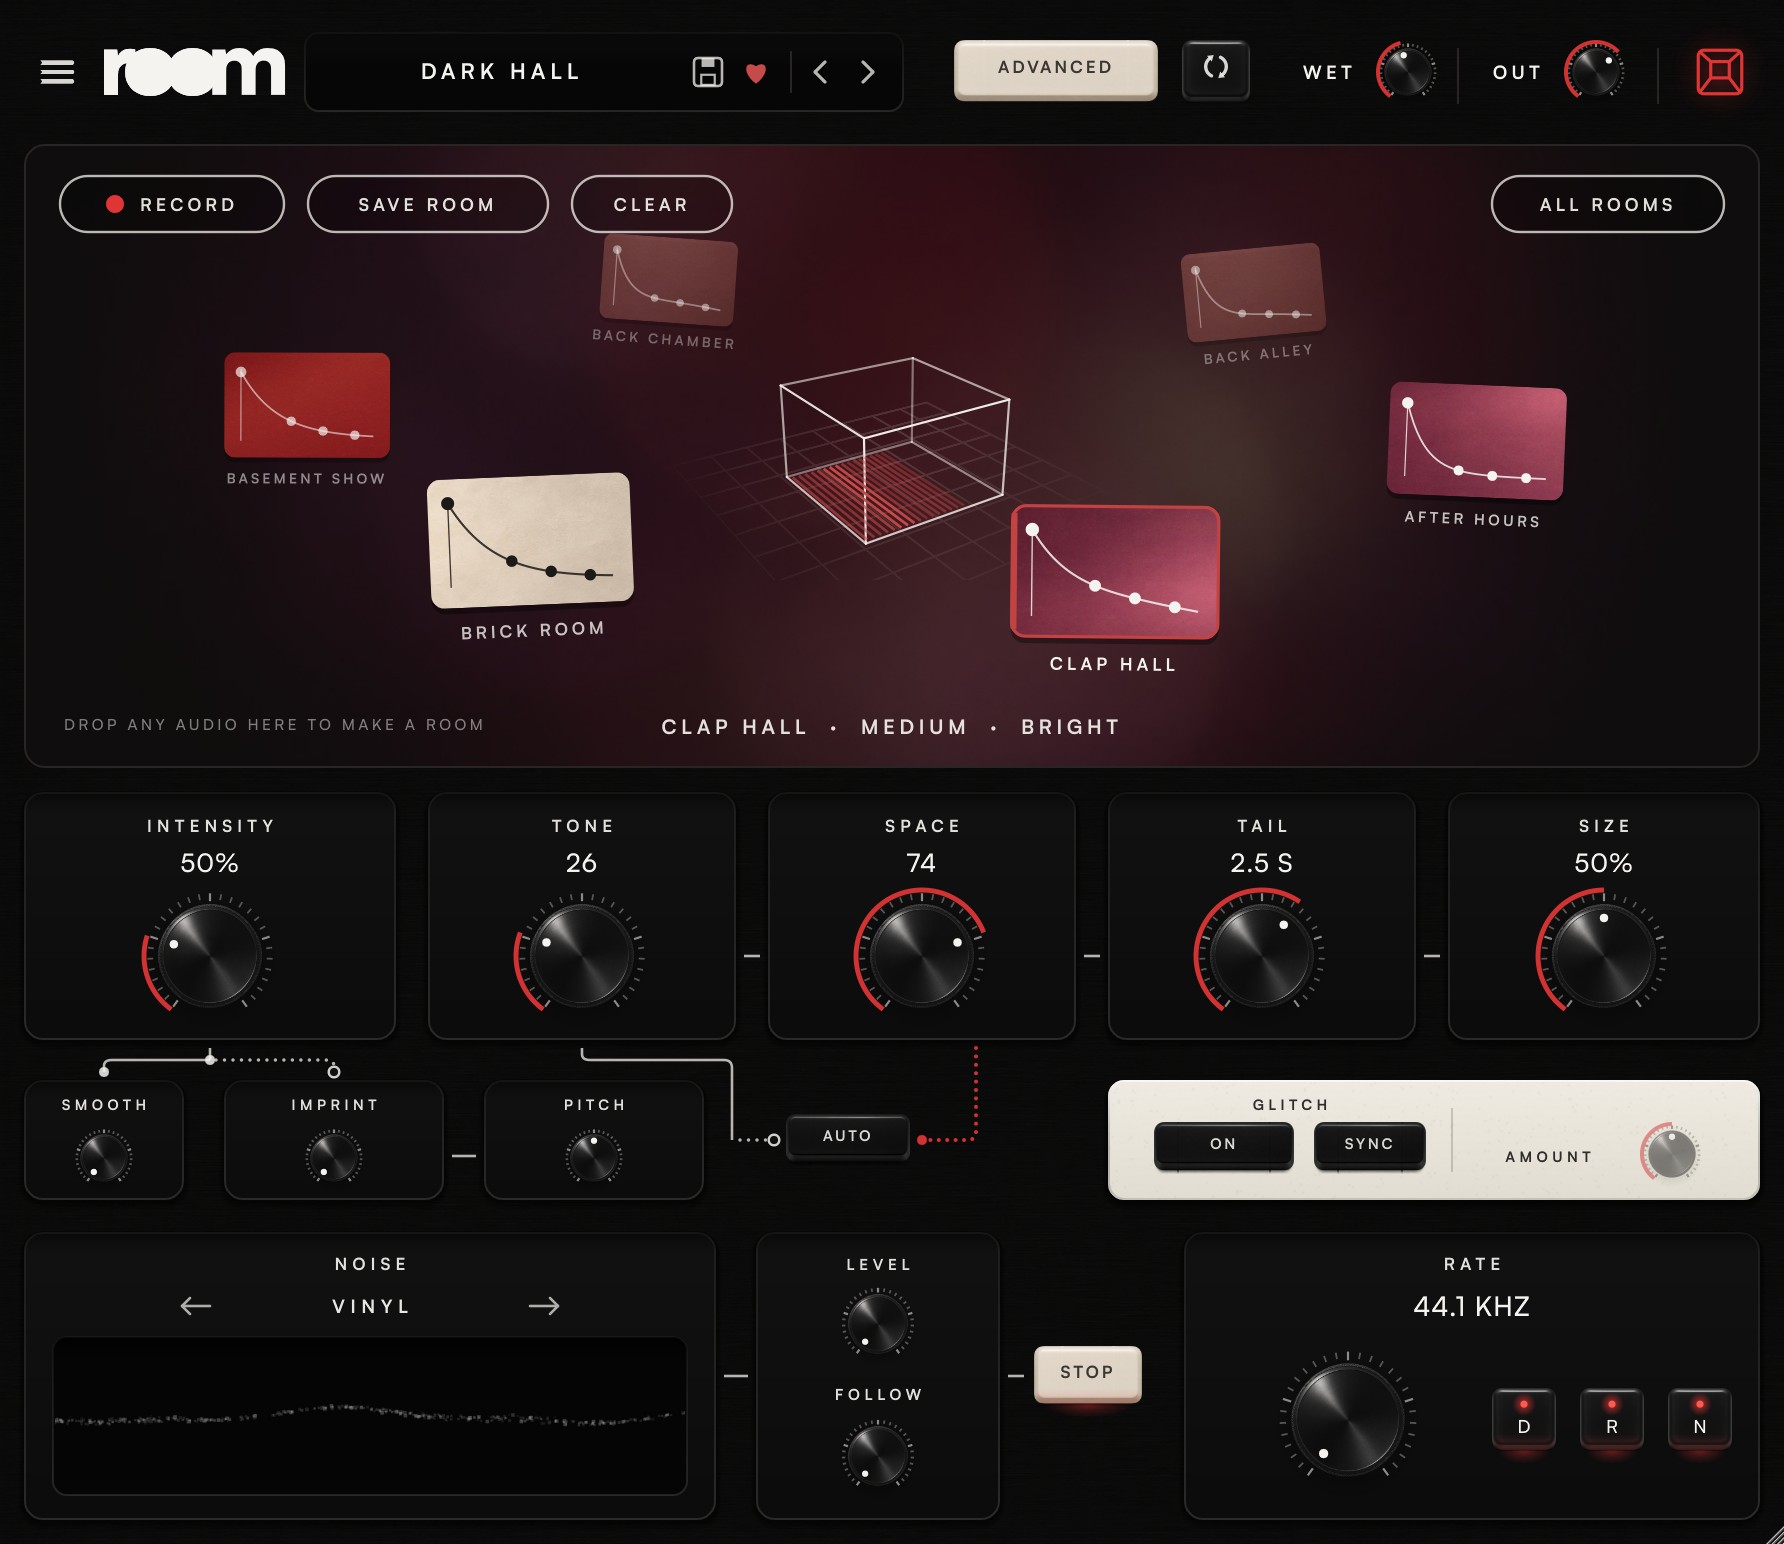 room
DARK HALL
ADVANCED
WET
OUT
RECORD
SAVE ROOM
CLEAR
ALL ROOMS
BACK CHAMBER
BACK ALLEY
BASEMENT SHOW
AFTER HOURS
BRICK ROOM
CLAP HALL
DROP ANY AUDIO HERE TO MAKE A ROOM
CLAP HALL · MEDIUM · BRIGHT
INTENSITY
50%
TONE
26
SPACE
74
TAIL
2.5 S
SIZE
50%
SMOOTH
IMPRINT
PITCH
AUTO
GLITCH
ON
SYNC
AMOUNT
NOISE
VINYL
LEVEL
FOLLOW
STOP
RATE
44.1 KHZ
D
R
N